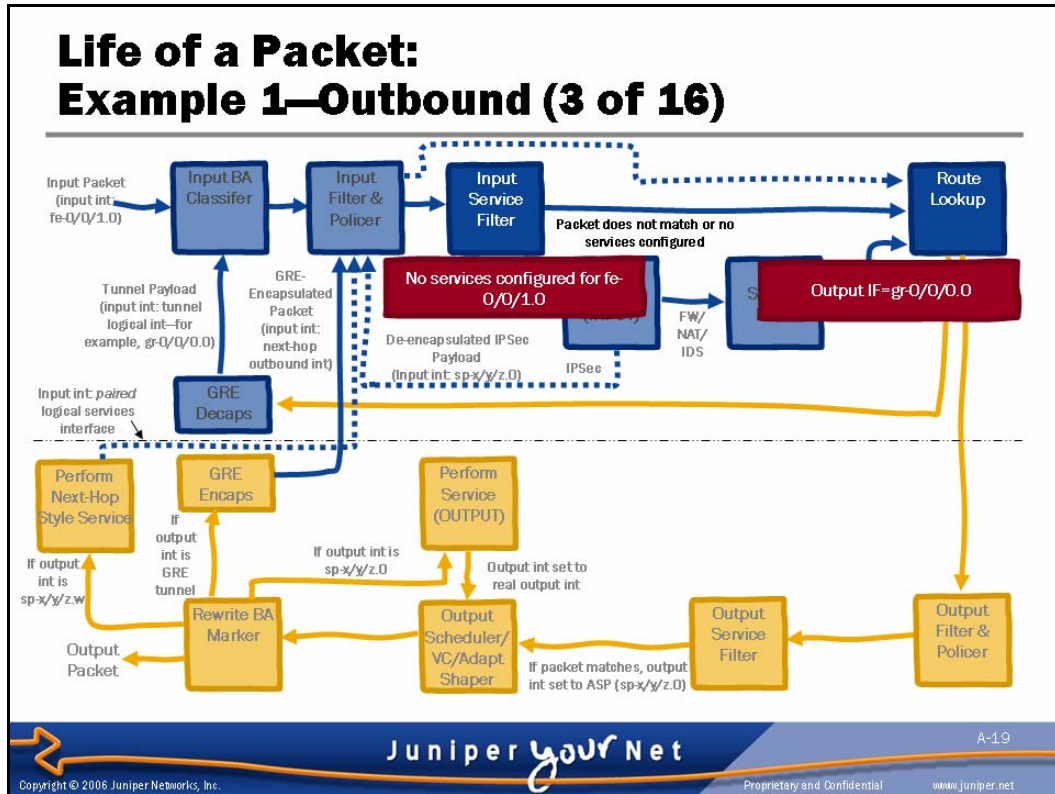 Life of a Packet:
Example 1—Outbound (3 of 16)
Input Packet
(input int:
fe-0/0/1.0)
Input BA
Classifer
Input
Filter &
Policer
Input
Service
Filter
Route
Lookup
Packet does not match or no
services configured
Tunnel Payload
(input int: tunnel
logical int—for
example, gr-0/0/0.0)
GRE-
Encapsulated
Packet
(input int:
next-hop
outbound int)
No services configured for fe-
0/0/1.0
Output IF=gr-0/0/0.0
FW/
NAT/
IDS
De-encapsulated IPSec
Payload
(Input int: sp-x/y/z.0)
IPSec
Input int: paired
logical services
interface
GRE
Decaps
Perform
Next-Hop
Style Service
GRE
Encaps
Perform
Service
(OUTPUT)
If
output
int is
GRE
tunnel
If output int is
sp-x/y/z.0
Output int set to
real output int
If output
int is
sp-x/y/z.w
Rewrite BA
Marker
Output
Scheduler/
VC/Adapt
Shaper
Output
Service
Filter
Output
Filter &
Policer
Output
Packet
If packet matches, output
int set to ASP (sp-x/y/z.0)
Juniper your Net
A-19
Copyright © 2006 Juniper Networks, Inc.
Proprietary and Confidential
www.juniper.net